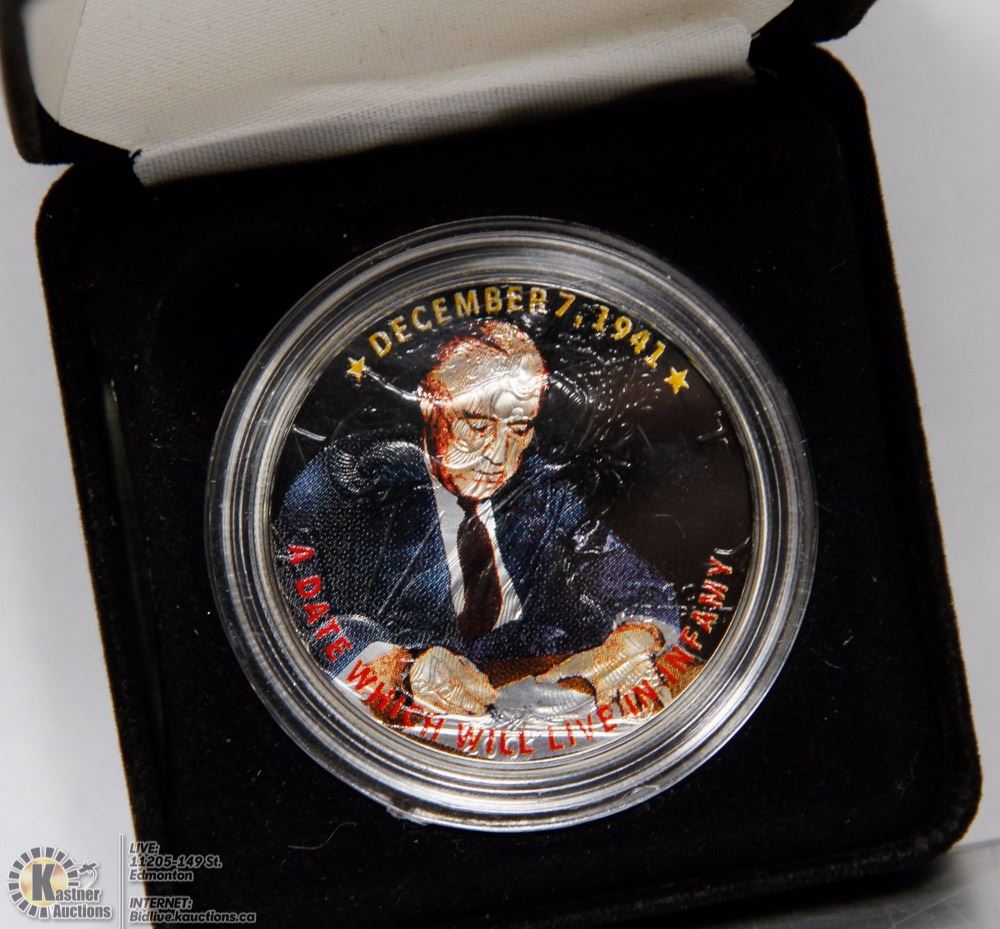 ★ DECEMBER 7, 1941 ★
A DATE WHICH WILL LIVE IN INFAMY
K
Kastner
Auctions
LIVE:
11205-149 St.
Edmonton
INTERNET:
Bidlive.kauctions.ca